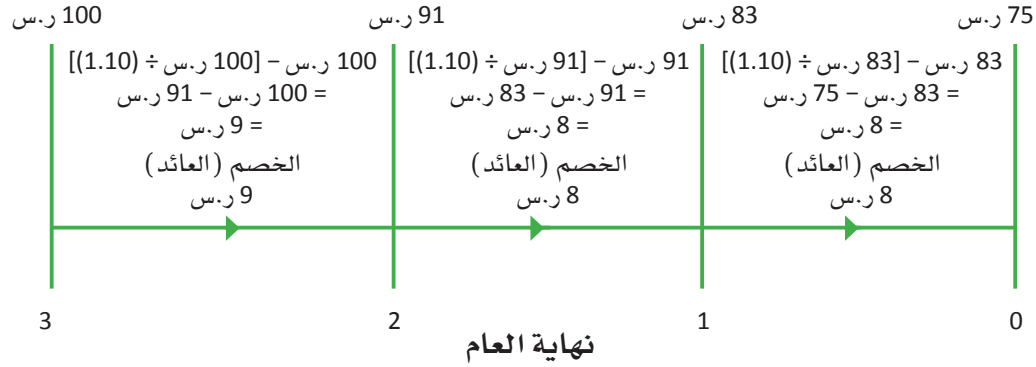 75 ر.س
83 ر.س
91 ر.س
100 ر.س
83 ر.س – [83 ر.س ÷ (1.10)]
= 83 ر.س – 75 ر.س
= 8 ر.س
الخصم (العائد)
8 ر.س
91 ر.س – [91 ر.س ÷ (1.10)]
= 91 ر.س – 83 ر.س
= 8 ر.س
الخصم (العائد)
8 ر.س
100 ر.س – [100 ر.س ÷ (1.10)]
= 100 ر.س – 91 ر.س
= 9 ر.س
الخصم (العائد)
9 ر.س
0
1
2
3
نهاية العام